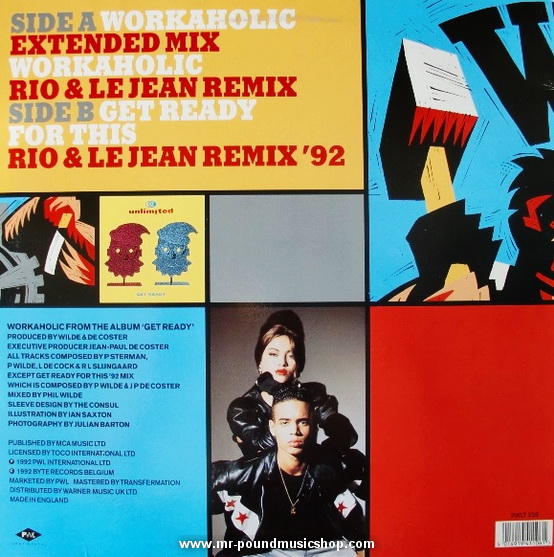 SIDE A WORKAHOLIC
EXTENDED MIX
WORKAHOLIC
RIO & LE JEAN REMIX
SIDE B GET READY
FOR THIS
RIO & LE JEAN REMIX '92
2
unlimited
GET READY
WORKAHOLIC FROM THE ALBUM 'GET READY'
PRODUCED BY WILDE & DE COSTER
EXECUTIVE PRODUCER JEAN-PAUL DE COSTER
ALL TRACKS COMPOSED BY P STERMAN,
P WILDE, L DE COCK & R L SLIJNGAARD
EXCEPT GET READY FOR THIS '92 MIX
WHICH IS COMPOSED BY P WILDE & J P DE COSTER
MIXED BY PHIL WILDE
SLEEVE DESIGN BY THE CONSUL
ILLUSTRATION BY IAN SAXTON
PHOTOGRAPHY BY JULIAN BARTON
PUBLISHED BY MCA MUSIC LTD
LICENSED BY TOCO INTERNATIONAL LTD
℗ 1992 PWL INTERNATIONAL LTD
© 1992 BYTE RECORDS BELGIUM
MARKETED BY PWL MASTERED BY TRANSFERMATION
DISTRIBUTED BY WARNER MUSIC UK LTD
MADE IN ENGLAND
PWL
INTERNATIONAL
www.mr-poundmusicshop.com